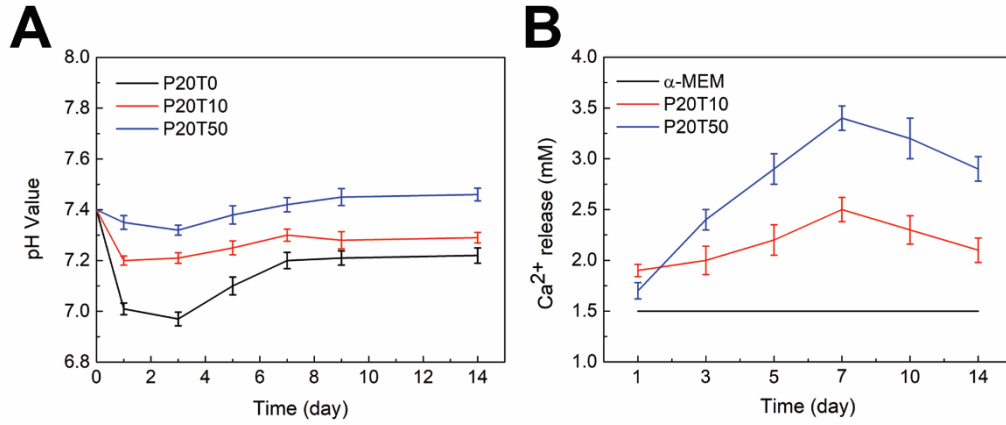 A
pH Value
8.0
7.8
7.6
7.4
7.2
7.0
6.8
P20T0
P20T10
P20T50
0 2 4 6 8 10 12 14
Time (day)
B
Ca²⁺ release (mM)
4.0
3.5
3.0
2.5
2.0
1.5
1.0
α-MEM
P20T10
P20T50
1 3 5 7 10 14
Time (day)